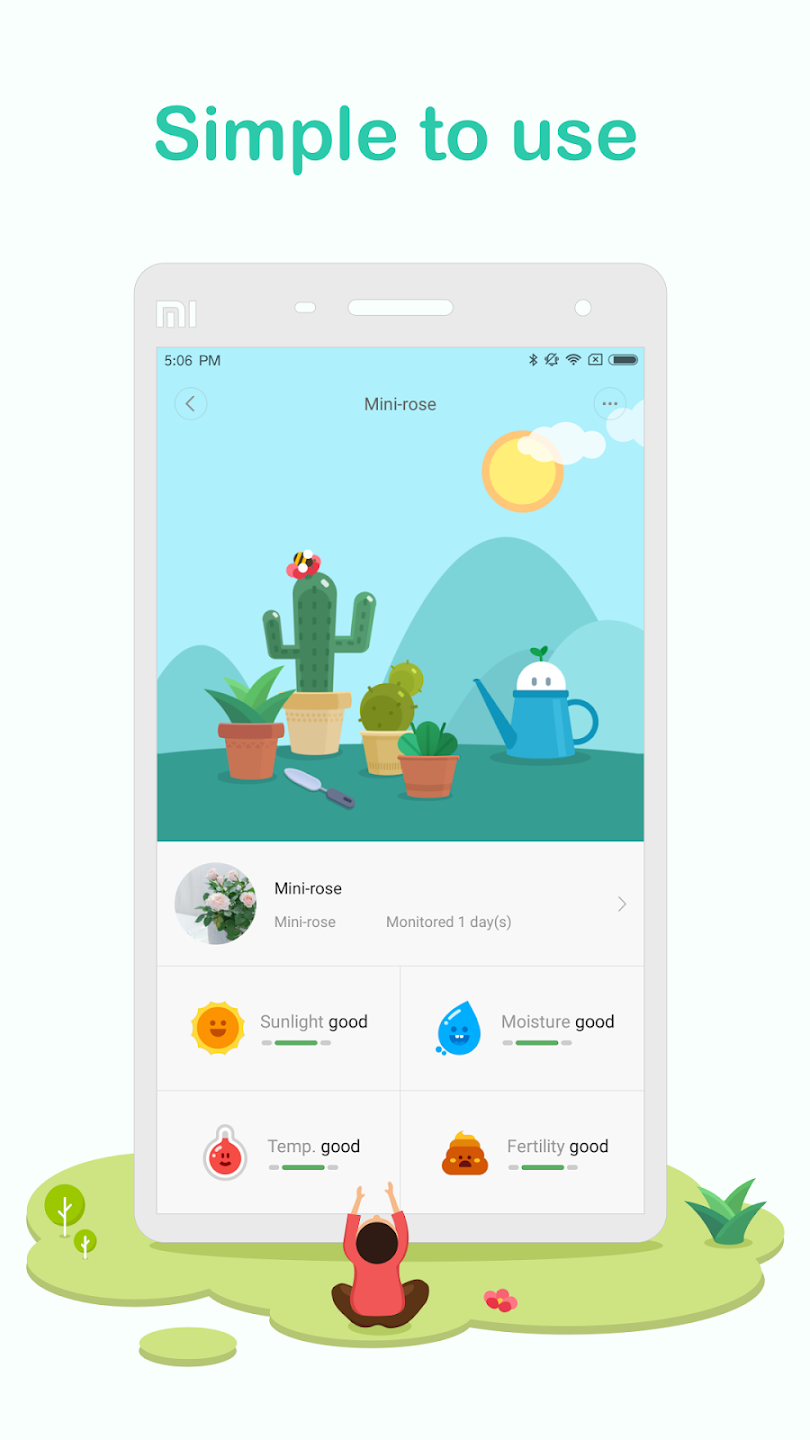 Simple to use
mi
5:06 PM
Mini-rose
Mini-rose
Mini-rose Monitored 1 day(s)
Sunlight good
Moisture good
Temp. good
Fertility good